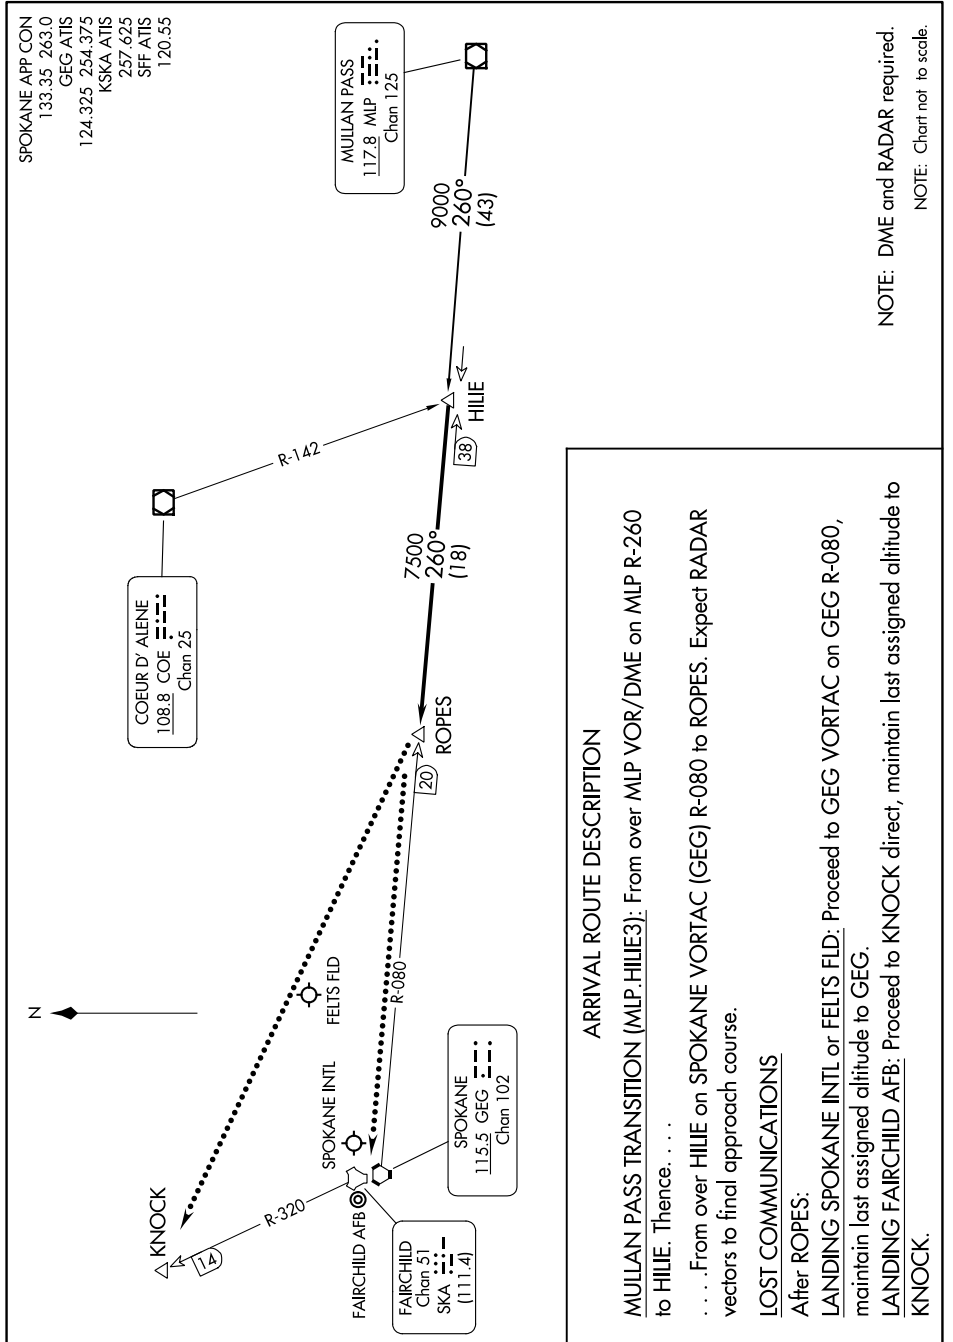 SPOKANE APP CON
133.35 263.0
GEG ATIS
124.325 254.375
KSKA ATIS
257.625
SFF ATIS
120.55
MULLAN PASS
117.8 MLP
Chan 125
9000
260°
(43)
HILIE
38
R-142
COEUR D' ALENE
108.8 COE
Chan 25
7500
260°
(18)
ROPES
20
R-080
N
FELTS FLD
SPOKANE INTL
SPOKANE
115.5 GEG
Chan 102
KNOCK
14
R-320
FAIRCHILD AFB
FAIRCHILD
Chan 51
SKA
(111.4)
NOTE: DME and RADAR required.
NOTE: Chart not to scale.
ARRIVAL ROUTE DESCRIPTION
MULLAN PASS TRANSITION (MLP.HILIE3): From over MLP VOR/DME on MLP R-260
to HILIE. Thence. . . .
. . . .From over HILIE on SPOKANE VORTAC (GEG) R-080 to ROPES. Expect RADAR
vectors to final approach course.
LOST COMMUNICATIONS
After ROPES:
LANDING SPOKANE INTL or FELTS FLD: Proceed to GEG VORTAC on GEG R-080,
maintain last assigned altitude to GEG.
LANDING FAIRCHILD AFB: Proceed to KNOCK direct, maintain last assigned altitude to
KNOCK.